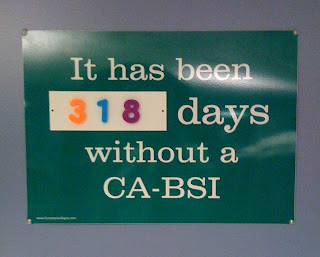 It has been
318 days
without a
CA-BSI